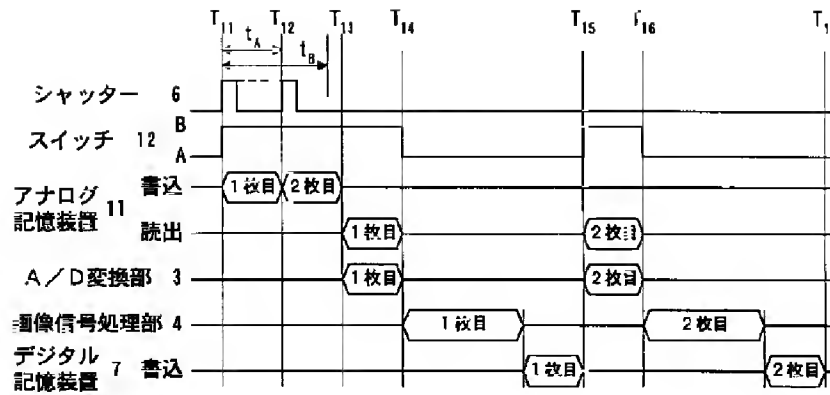 T11 T12 T13 T14 T15 T16
tA
tB
シャッター 6
B
スイッチ 12
A
アナログ記憶装置 11
書込 1枚目 2枚目
読出 1枚目 2枚目
A/D変換部 3 1枚目 2枚目
画像信号処理部 4 1枚目 2枚目
デジタル記憶装置 7 書込 1枚目 2枚目